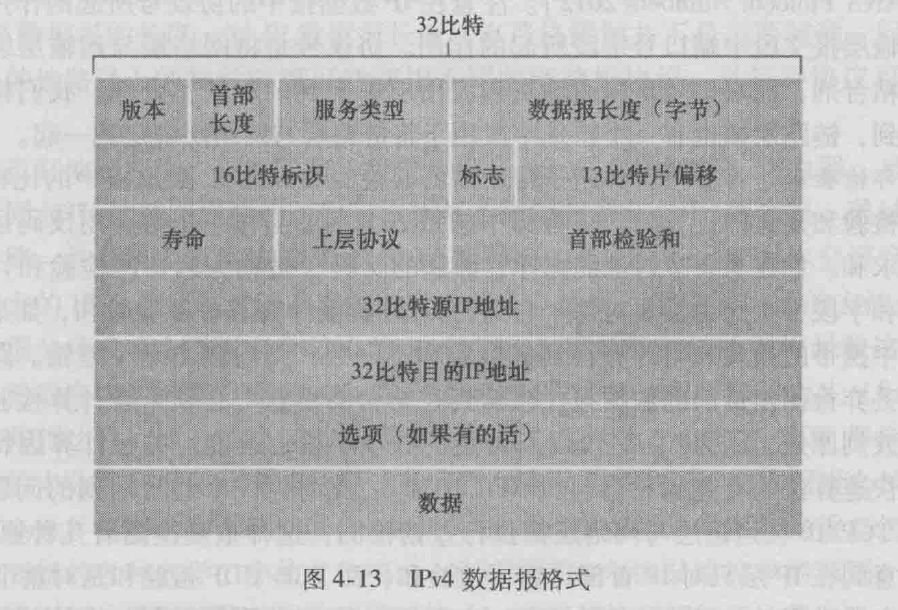 32比特
版本
首部
长度
服务类型
数据报长度（字节）
16比特标识
标志
13比特片偏移
寿命
上层协议
首部检验和
32比特源IP地址
32比特目的IP地址
选项（如果有的话）
数据
图 4-13 IPv4 数据报格式